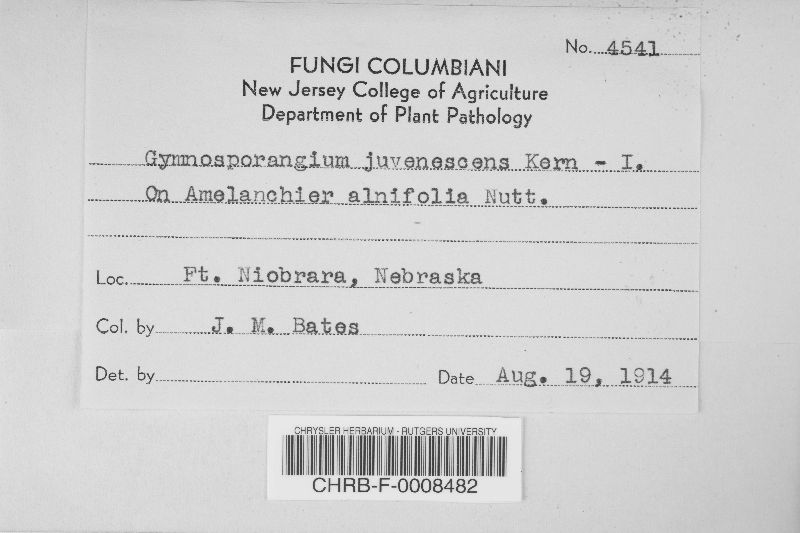 No. 4541
FUNGI COLUMBIANI
New Jersey College of Agriculture
Department of Plant Pathology
Gymnosporangium juvenescens Kern - I.
On Amelanchier alnifolia Nutt.
Loc. Ft. Niobrara, Nebraska
Col. by J. M. Bates
Det. by Date Aug. 19, 1914
CHRYSLER HERBARIUM - RUTGERS UNIVERSITY
CHRB-F-0008482